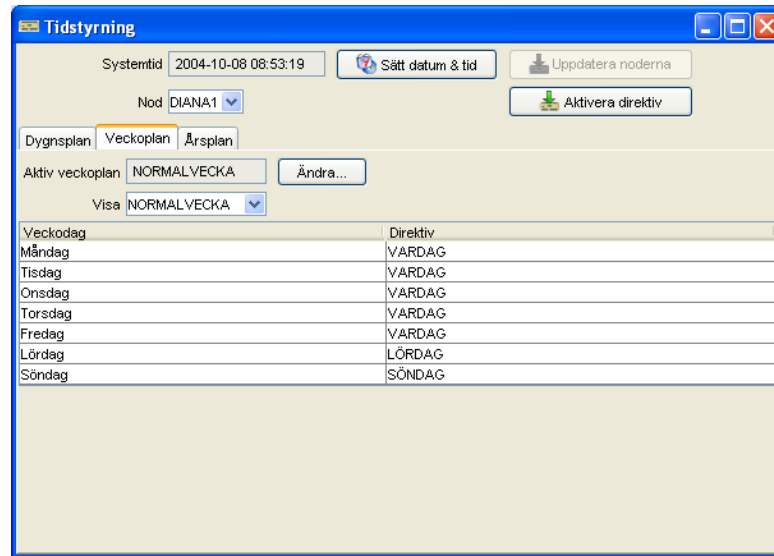 Tidstyrning
Systemtid 2004-10-08 08:53:19 Sätt datum & tid Uppdatera noderna
Nod DIANA1 Aktivera direktiv
Dygnsplan Veckoplan Årsplan
Aktiv veckoplan NORMALVECKA Ändra...
Visa NORMALVECKA
Veckodag Direktiv
Måndag VARDAG
Tisdag VARDAG
Onsdag VARDAG
Torsdag VARDAG
Fredag VARDAG
Lördag LÖRDAG
Söndag SÖNDAG